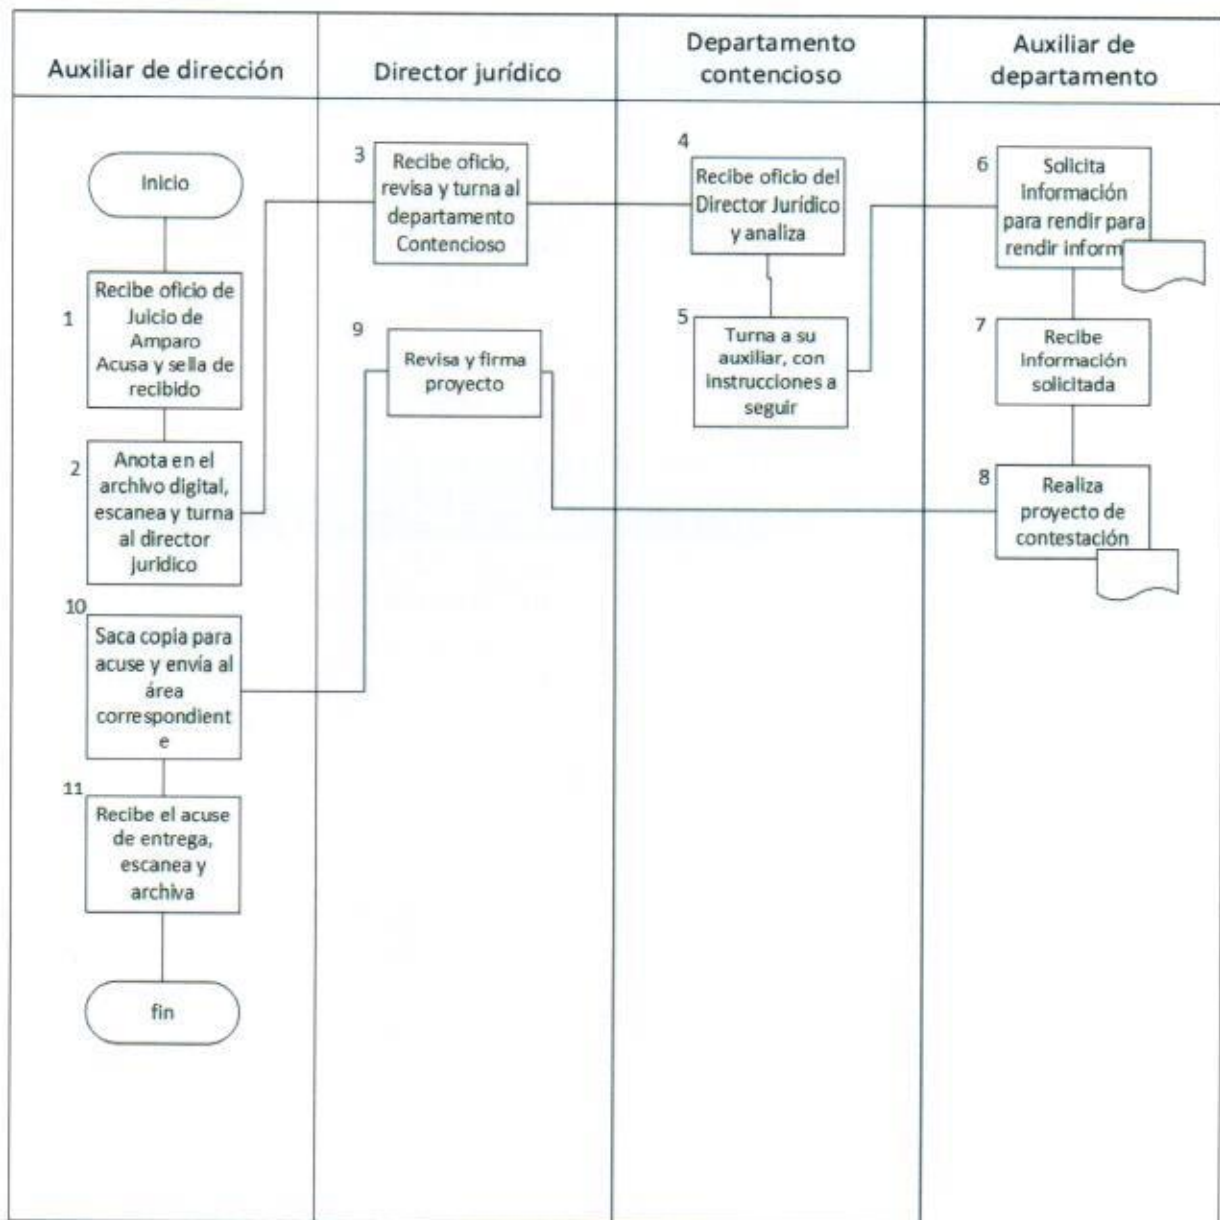 Auxiliar de dirección
Director jurídico
Departamento
contencioso
Auxiliar de
departamento
Inicio
1
Recibe oficio de
Juicio de
Amparo
Acusa y sella de
recibido
2
Anota en el
archivo digital,
escanea y turna
al director
jurídico
3
Recibe oficio,
revisa y turna al
departamento
Contencioso
4
Recibe oficio del
Director Jurídico
y analiza
5
Turna a su
auxiliar, con
instrucciones a
seguir
6
Solicita
información
para rendir para
rendir inform
7
Recibe
información
solicitada
8
Realiza
proyecto de
contestación
9
Revisa y firma
proyecto
10
Saca copia para
acuse y envía al
área
correspondient
e
11
Recibe el acuse
de entrega,
escanea y
archiva
fin